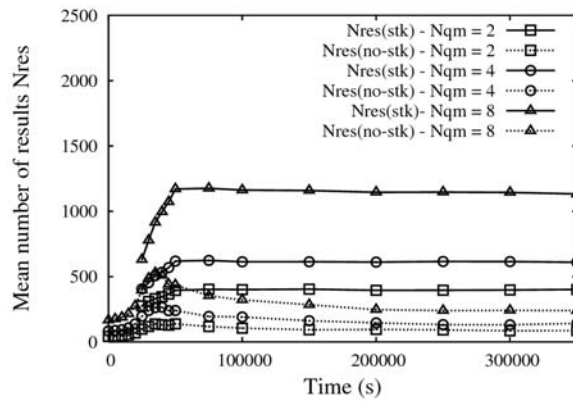 2500
2000
1500
1000
500
0
Mean number of results Nres
Nres(stk) - Nqm = 2
Nres(no-stk) - Nqm = 2
Nres(stk) - Nqm = 4
Nres(no-stk) - Nqm = 4
Nres(stk)- Nqm = 8
Nres(no-stk) - Nqm = 8
0 100000 200000 300000
Time (s)